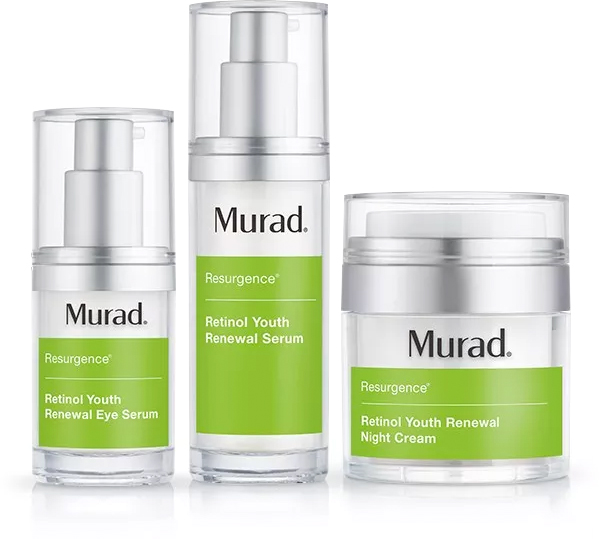 Murad.
Resurgence®
Retinol Youth
Renewal Eye Serum
Murad.
Resurgence®
Retinol Youth
Renewal Serum
Murad.
Resurgence®
Retinol Youth Renewal
Night Cream